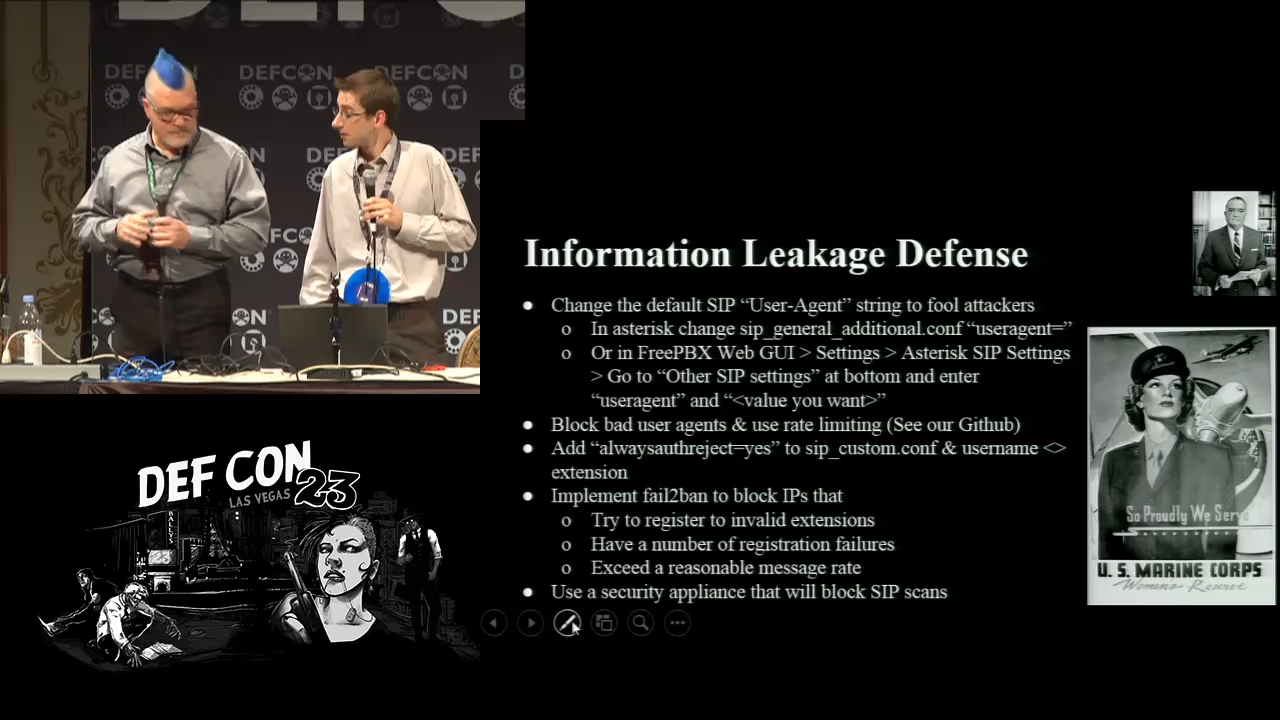 DEFCON
DEFCON
DEFCON
DEF CON
LAS VEGAS
23
BALLYS
Information Leakage Defense
● Change the default SIP “User-Agent” string to fool attackers
o In asterisk change sip_general_additional.conf “useragent=”
o Or in FreePBX Web GUI > Settings > Asterisk SIP Settings
> Go to “Other SIP settings” at bottom and enter
“useragent” and “<value you want>”
● Block bad user agents & use rate limiting (See our Github)
● Add “alwaysauthreject=yes” to sip_custom.conf & username <>
extension
● Implement fail2ban to block IPs that
o Try to register to invalid extensions
o Have a number of registration failures
o Exceed a reasonable message rate
● Use a security appliance that will block SIP scans
So Proudly We Serve
U. S. MARINE CORPS
Women's Reserve